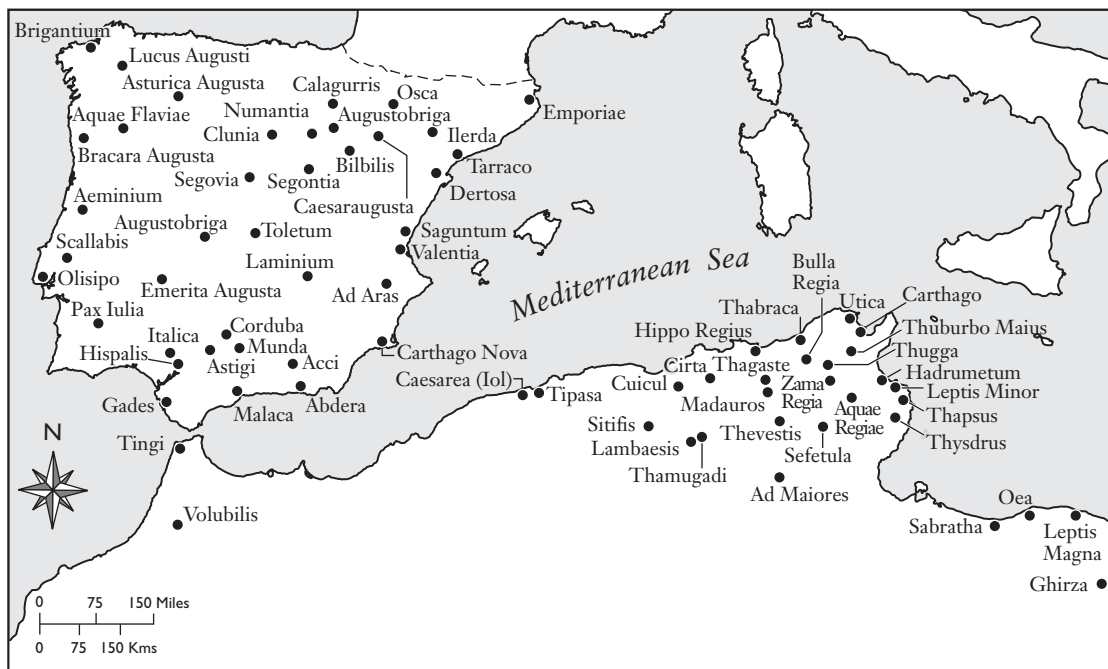 Brigantium
Lucus Augusti
Asturica Augusta
Calagurris
Osca
Numantia
Augustobriga
Aquae Flaviae
Clunia
Ilerda
Emporiae
Bracara Augusta
Bilbilis
Tarraco
Segovia
Segontia
Dertosa
Caesaraugusta
Aeminium
Augustobriga
Toletum
Saguntum
Scallabis
Valentia
Laminium
Olisipo
Emerita Augusta
Ad Aras
Mediterranean Sea
Bulla
Regia
Pax Iulia
Thabraca
Utica
Carthago
Italica
Corduba
Hippo Regius
Thuburbo Maius
Hispalis
Munda
Carthago Nova
Thugga
Astigi
Acci
Caesarea (Iol)
Cirta
Thagaste
Hadrumetum
Cuicul
Tipasa
Zama
Regia
Leptis Minor
Gades
Malaca
Abdera
Madauros
Aquae
Regiae
Thapsus
N
Tingi
Sitifis
Thevestis
Thysdrus
Lambaesis
Sefetula
Thamugadi
Ad Maiores
Oea
Volubilis
Sabratha
Leptis
Magna
Ghirza
0 75 150 Miles
0 75 150 Kms